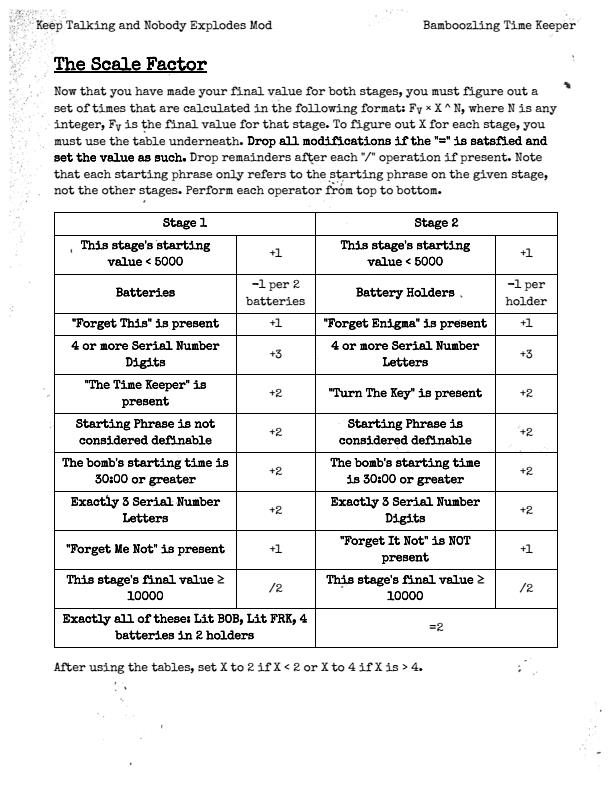 Keep Talking and Nobody Explodes Mod Bamboozling Time Keeper
The Scale Factor
Now that you have made your final value for both stages, you must figure out a
set of times that are calculated in the following format: Fv × X ^ N, where N is any
integer, Fv is the final value for that stage. To figure out X for each stage, you
must use the table underneath. Drop all modifications if the "=" is satsfied and
set the value as such. Drop remainders after each "/" operation if present. Note
that each starting phrase only refers to the starting phrase on the given stage,
not the other stages. Perform each operator from top to bottom.
Stage 1 Stage 2
This stage's starting
value < 5000
+1
This stage's starting
value < 5000
+1
Batteries
-1 per 2
batteries
Battery Holders
-1 per
holder
"Forget This" is present +1 "Forget Enigma" is present +1
4 or more Serial Number
Digits
+3
4 or more Serial Number
Letters
+3
"The Time Keeper" is
present
+2
"Turn The Key" is present
+2
Starting Phrase is not
considered definable
+2
Starting Phrase is
considered definable
+2
The bomb's starting time is
30:00 or greater
+2
The bomb's starting time
is 30:00 or greater
+2
Exactly 3 Serial Number
Letters
+2
Exactly 3 Serial Number
Digits
+2
"Forget Me Not" is present
+1
"Forget It Not" is NOT
present
+1
This stage's final value ≥
10000
/2
This stage's final value ≥
10000
/2
Exactly all of these: Lit BOB, Lit FRK, 4
batteries in 2 holders
=2
After using the tables, set X to 2 if X < 2 or X to 4 if X is > 4.